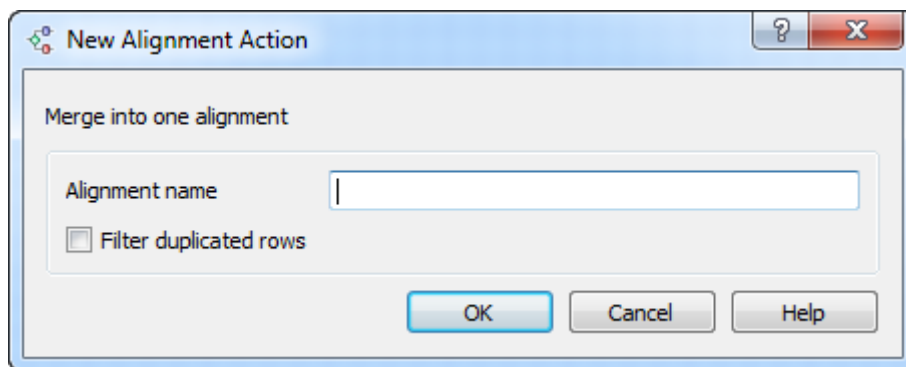 New Alignment Action
Merge into one alignment
Alignment name
Filter duplicated rows
OK Cancel Help